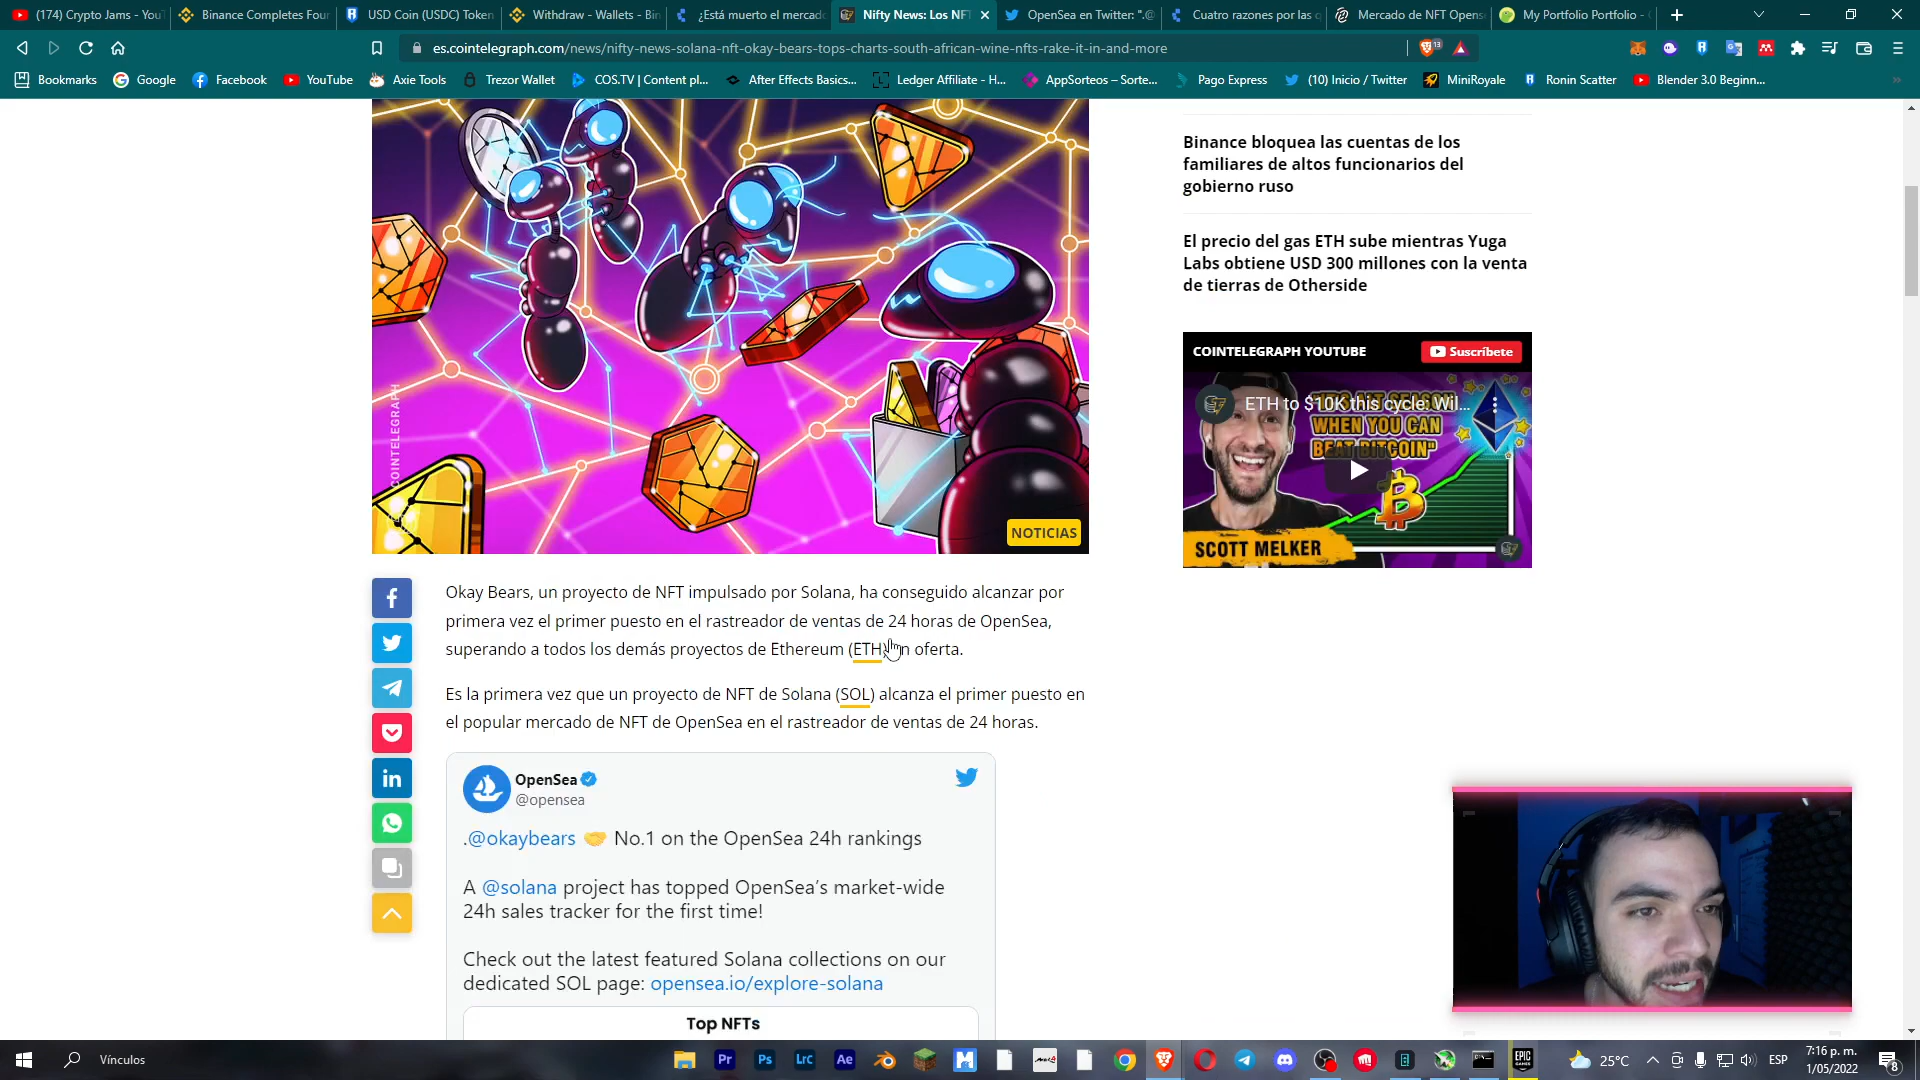 (174) Crypto Jams - YouT
Binance Completes Four
USD Coin (USDC) Token
Withdraw - Wallets - Bin
¿Está muerto el mercado
Nifty News: Los NFT
OpenSea en Twitter: ".@
Cuatro razones por las q
Mercado de NFT Opens
My Portfolio Portfolio -
es.cointelegraph.com/news/nifty-news-solana-nft-okay-bears-tops-charts-south-african-wine-nfts-rake-it-in-and-more
13
Bookmarks
Google
Facebook
YouTube
Axie Tools
Trezor Wallet
COS.TV | Content pl...
After Effects Basics...
Ledger Affiliate - H...
AppSorteos – Sorte...
Pago Express
(10) Inicio / Twitter
MiniRoyale
Ronin Scatter
Blender 3.0 Beginn...
COINTELEGRAPH
NOTICIAS
Binance bloquea las cuentas de los
familiares de altos funcionarios del
gobierno ruso
El precio del gas ETH sube mientras Yuga
Labs obtiene USD 300 millones con la venta
de tierras de Otherside
COINTELEGRAPH YOUTUBE
Suscríbete
ETH to $10K this cycle: Wil...
WHEN YOU CAN
BEAT BITCOIN"
SCOTT MELKER
Okay Bears, un proyecto de NFT impulsado por Solana, ha conseguido alcanzar por
primera vez el primer puesto en el rastreador de ventas de 24 horas de OpenSea,
superando a todos los demás proyectos de Ethereum (ETH) en oferta.
Es la primera vez que un proyecto de NFT de Solana (SOL) alcanza el primer puesto en
el popular mercado de NFT de OpenSea en el rastreador de ventas de 24 horas.
OpenSea
@opensea
.@okaybears 🤝 No.1 on the OpenSea 24h rankings
A @solana project has topped OpenSea's market-wide
24h sales tracker for the first time!
Check out the latest featured Solana collections on our
dedicated SOL page: opensea.io/explore-solana
Top NFTs
Vínculos
Pr
Ps
Lrc
Ae
EPIC
GAMES
25°C
ESP
7:16 p. m.
1/05/2022
8